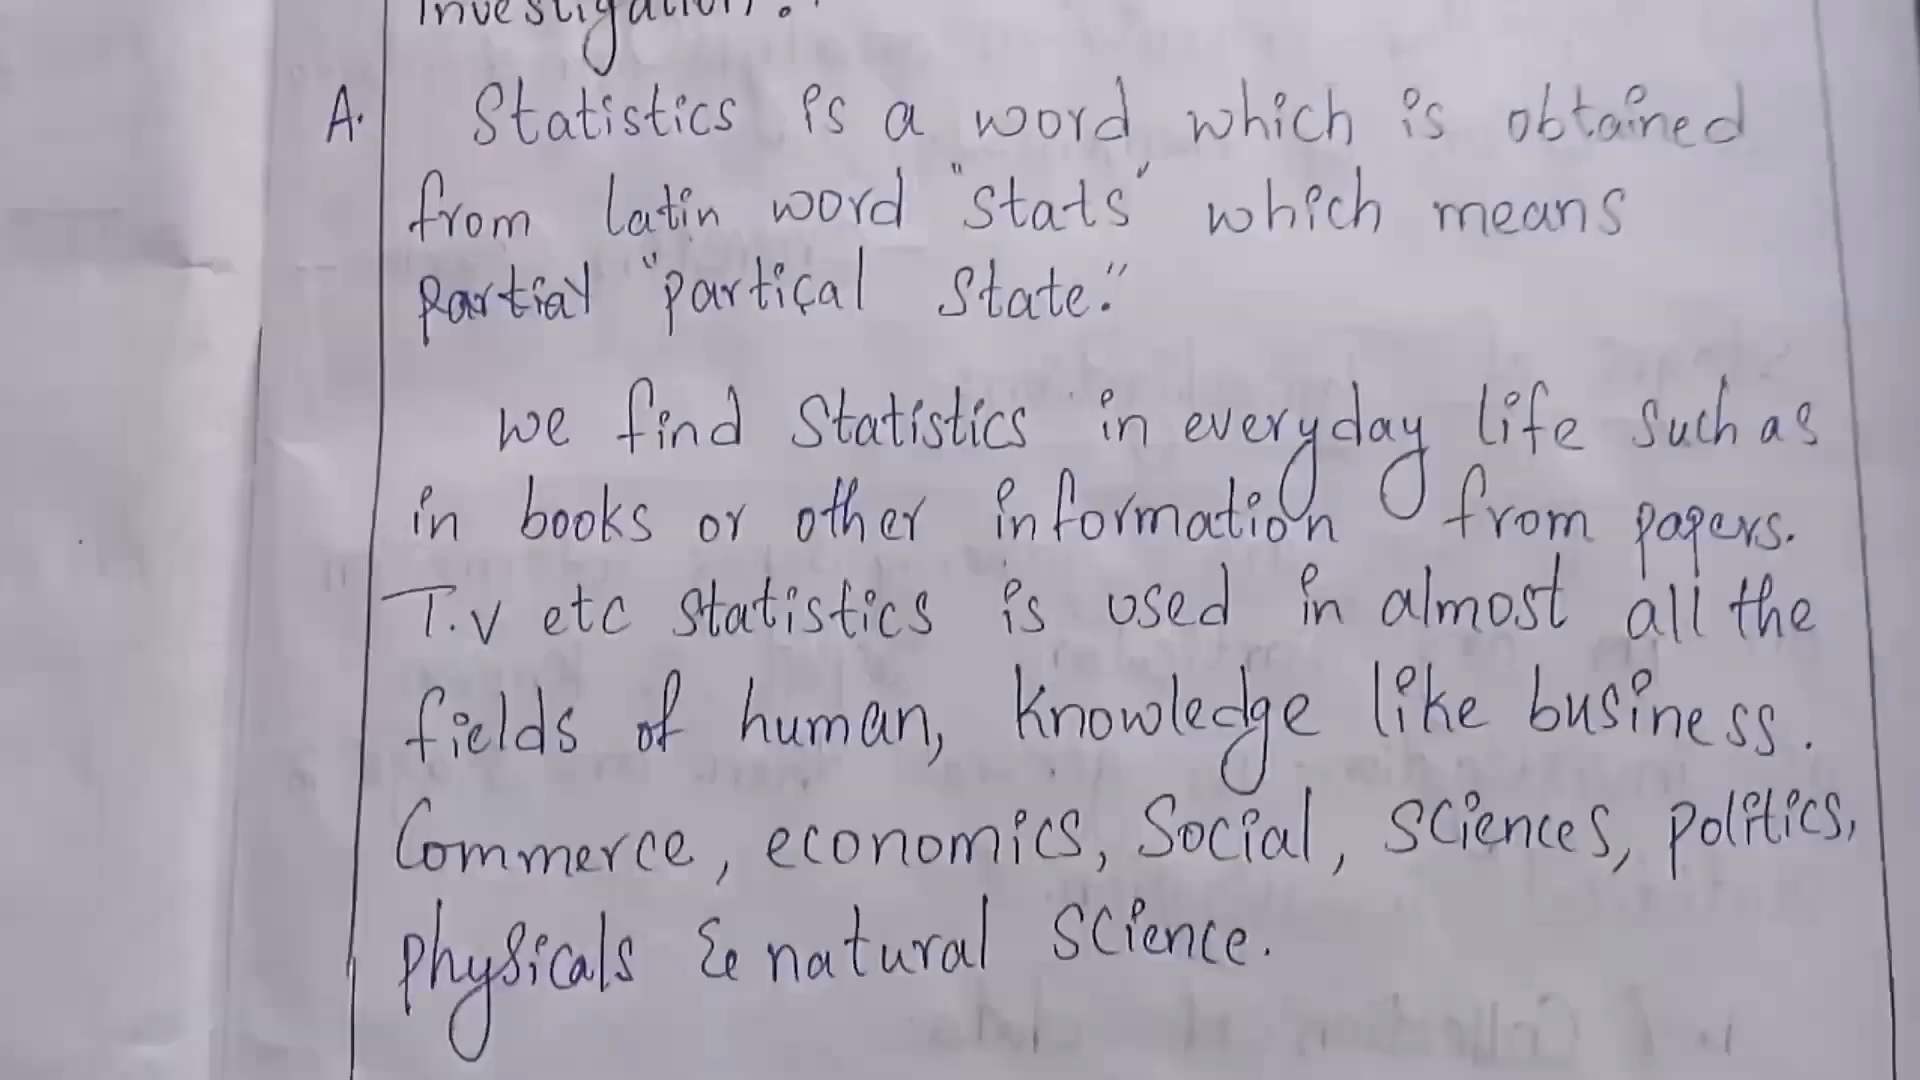 investigation.
A. Statistics is a word which is obtained
from latin word "stats" which means
partial "partical state."
we find statistics in everyday life such as
in books or other information from papers.
T.v etc statistics is used in almost all the
fields of human, knowledge like business.
Commerce, economics, Social, sciences, politics,
physicals & natural science.